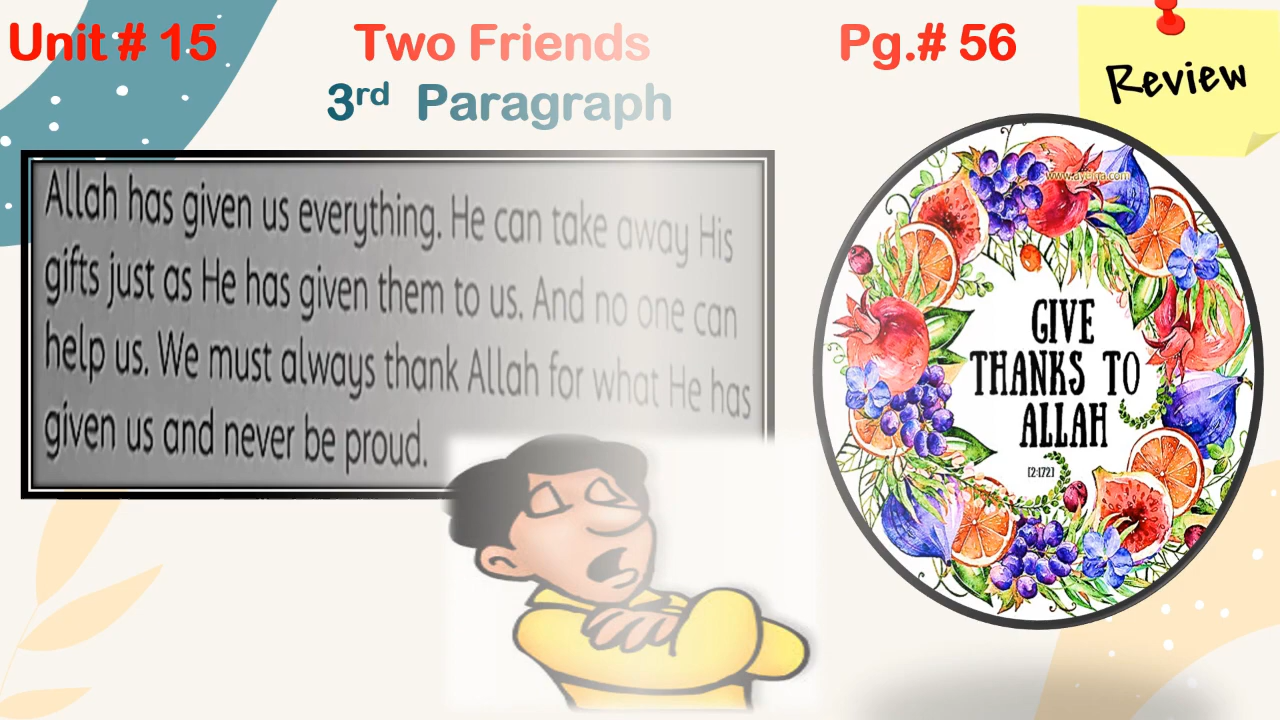 Unit # 15
Two Friends
Pg.# 56
3rd Paragraph
Review
Allah has given us everything. He can take away His
gifts just as He has given them to us. And no one can
help us. We must always thank Allah for what He has
given us and never be proud.
www.ayeina.com
GIVE
THANKS TO
ALLAH
[2:172]